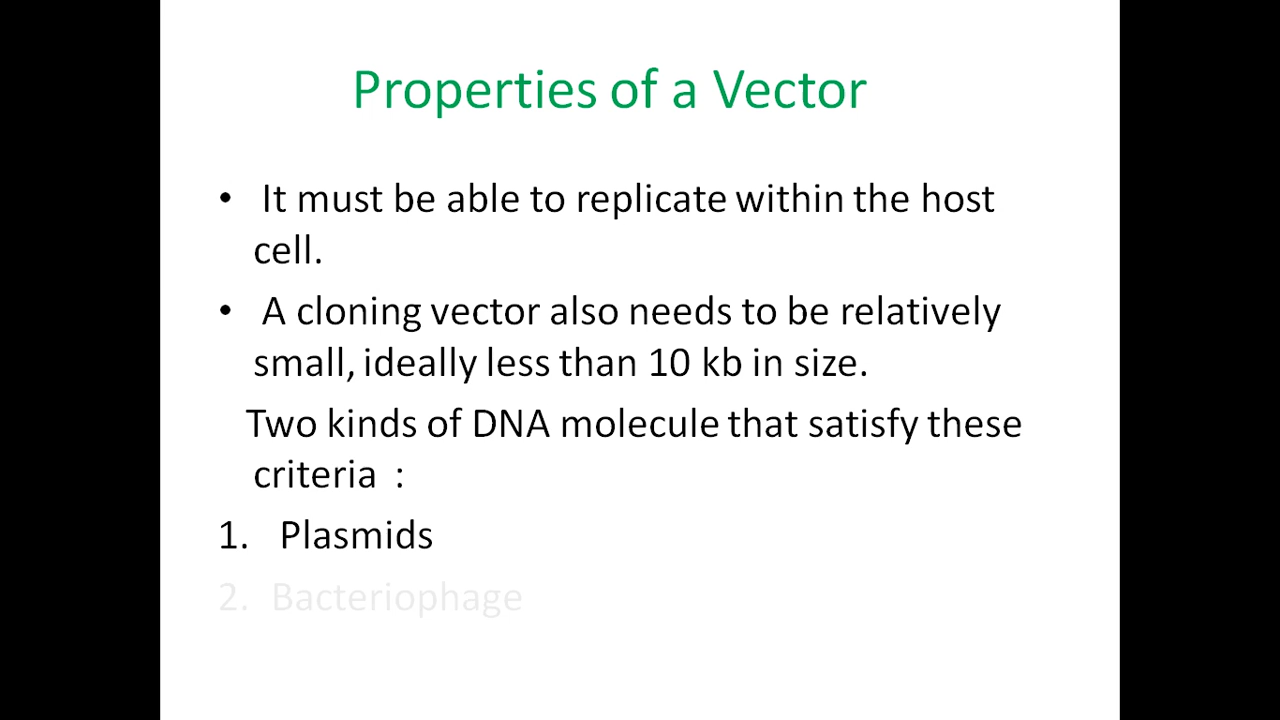 Properties of a Vector
• It must be able to replicate within the host
cell.
• A cloning vector also needs to be relatively
small, ideally less than 10 kb in size.
Two kinds of DNA molecule that satisfy these
criteria :
1. Plasmids
2. Bacteriophage